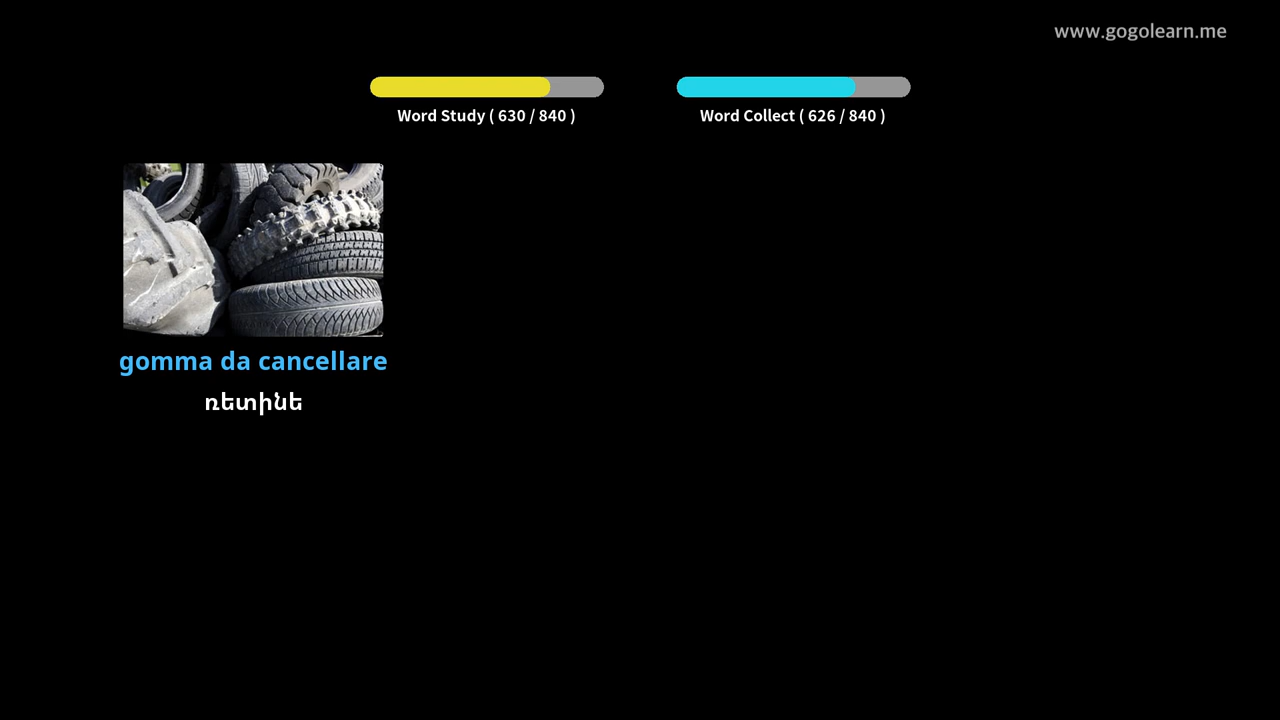 www.gogolearn.me
Word Study ( 630 / 840 )
Word Collect ( 626 / 840 )
gomma da cancellare
ռետինե